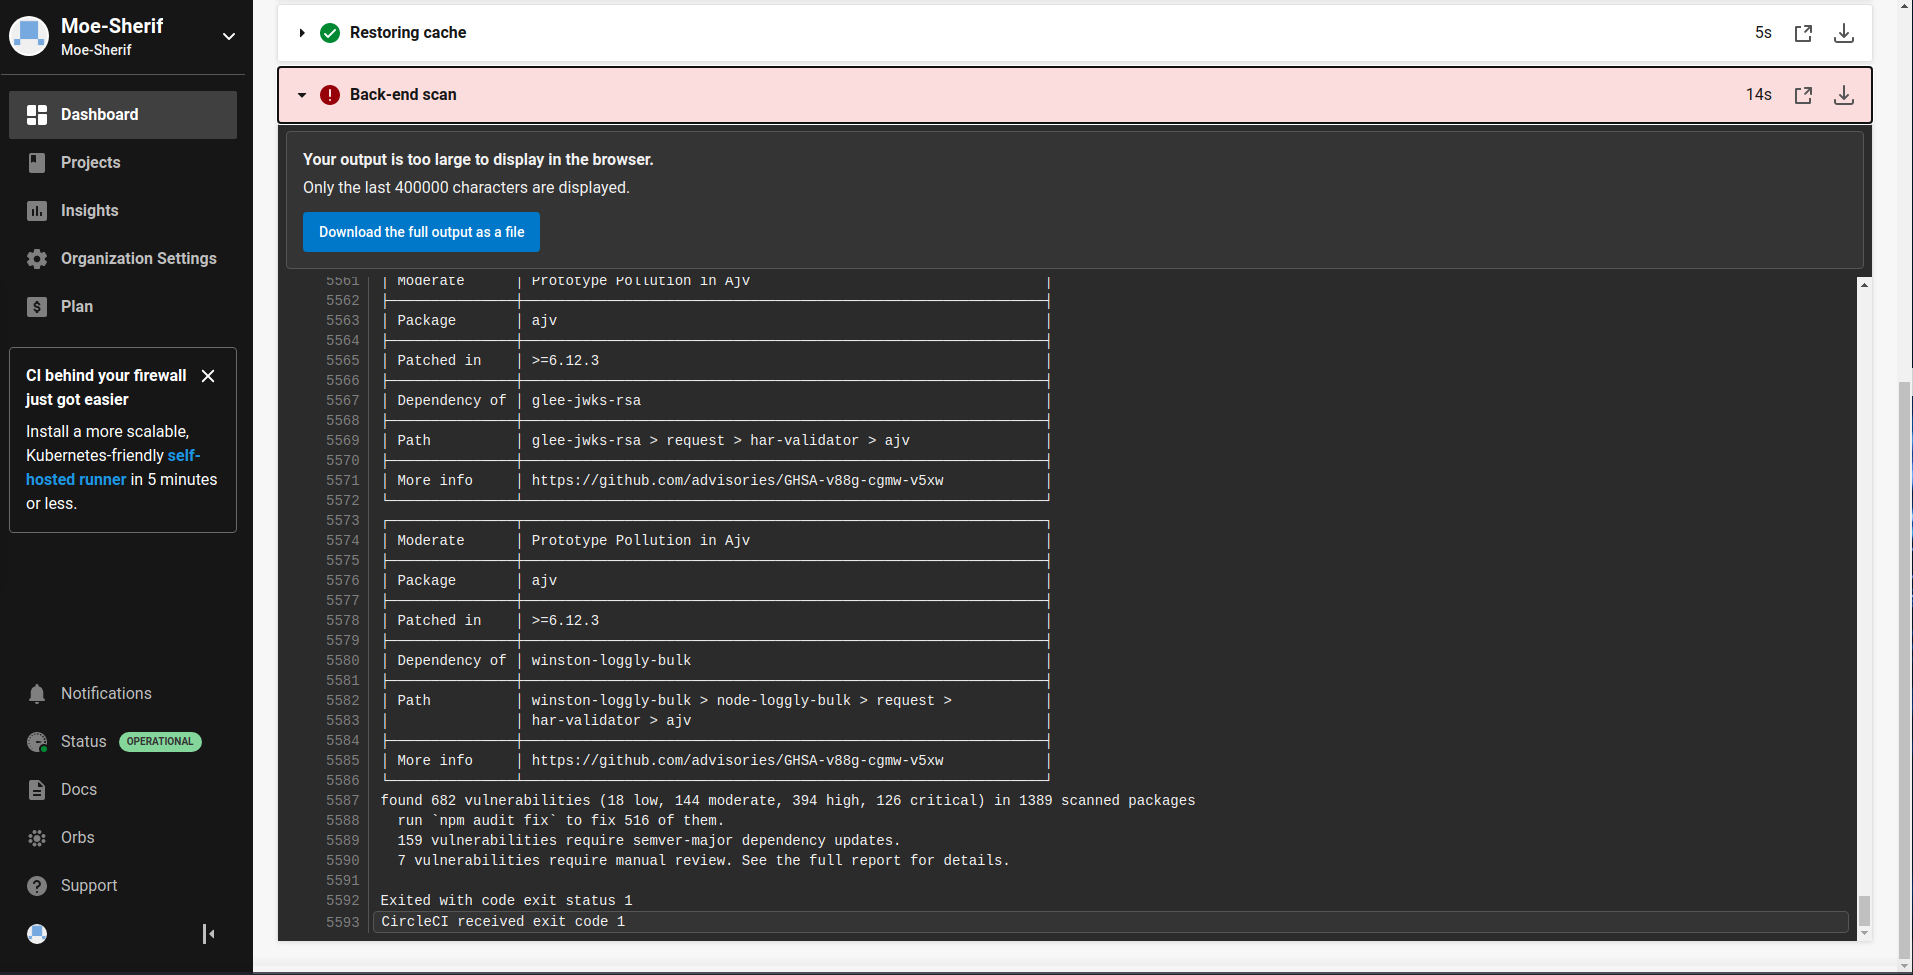 Moe-Sherif
Moe-Sherif
Dashboard
Projects
Insights
Organization Settings
Plan
CI behind your firewall
just got easier
Install a more scalable,
Kubernetes-friendly self-
hosted runner in 5 minutes
or less.
Notifications
Status OPERATIONAL
Docs
Orbs
Support
Restoring cache 5s
Back-end scan 14s
Your output is too large to display in the browser.
Only the last 400000 characters are displayed.
Download the full output as a file
5561 Moderate Prototype Pollution in Ajv
5562
5563 Package ajv
5564
5565 Patched in >=6.12.3
5566
5567 Dependency of glee-jwks-rsa
5568
5569 Path glee-jwks-rsa > request > har-validator > ajv
5570
5571 More info https://github.com/advisories/GHSA-v88g-cgmw-v5xw
5572
5573
5574 Moderate Prototype Pollution in Ajv
5575
5576 Package ajv
5577
5578 Patched in >=6.12.3
5579
5580 Dependency of winston-loggly-bulk
5581
5582 Path winston-loggly-bulk > node-loggly-bulk > request >
5583 har-validator > ajv
5584
5585 More info https://github.com/advisories/GHSA-v88g-cgmw-v5xw
5586
5587 found 682 vulnerabilities (18 low, 144 moderate, 394 high, 126 critical) in 1389 scanned packages
5588 run `npm audit fix` to fix 516 of them.
5589 159 vulnerabilities require semver-major dependency updates.
5590 7 vulnerabilities require manual review. See the full report for details.
5591
5592 Exited with code exit status 1
5593 CircleCI received exit code 1